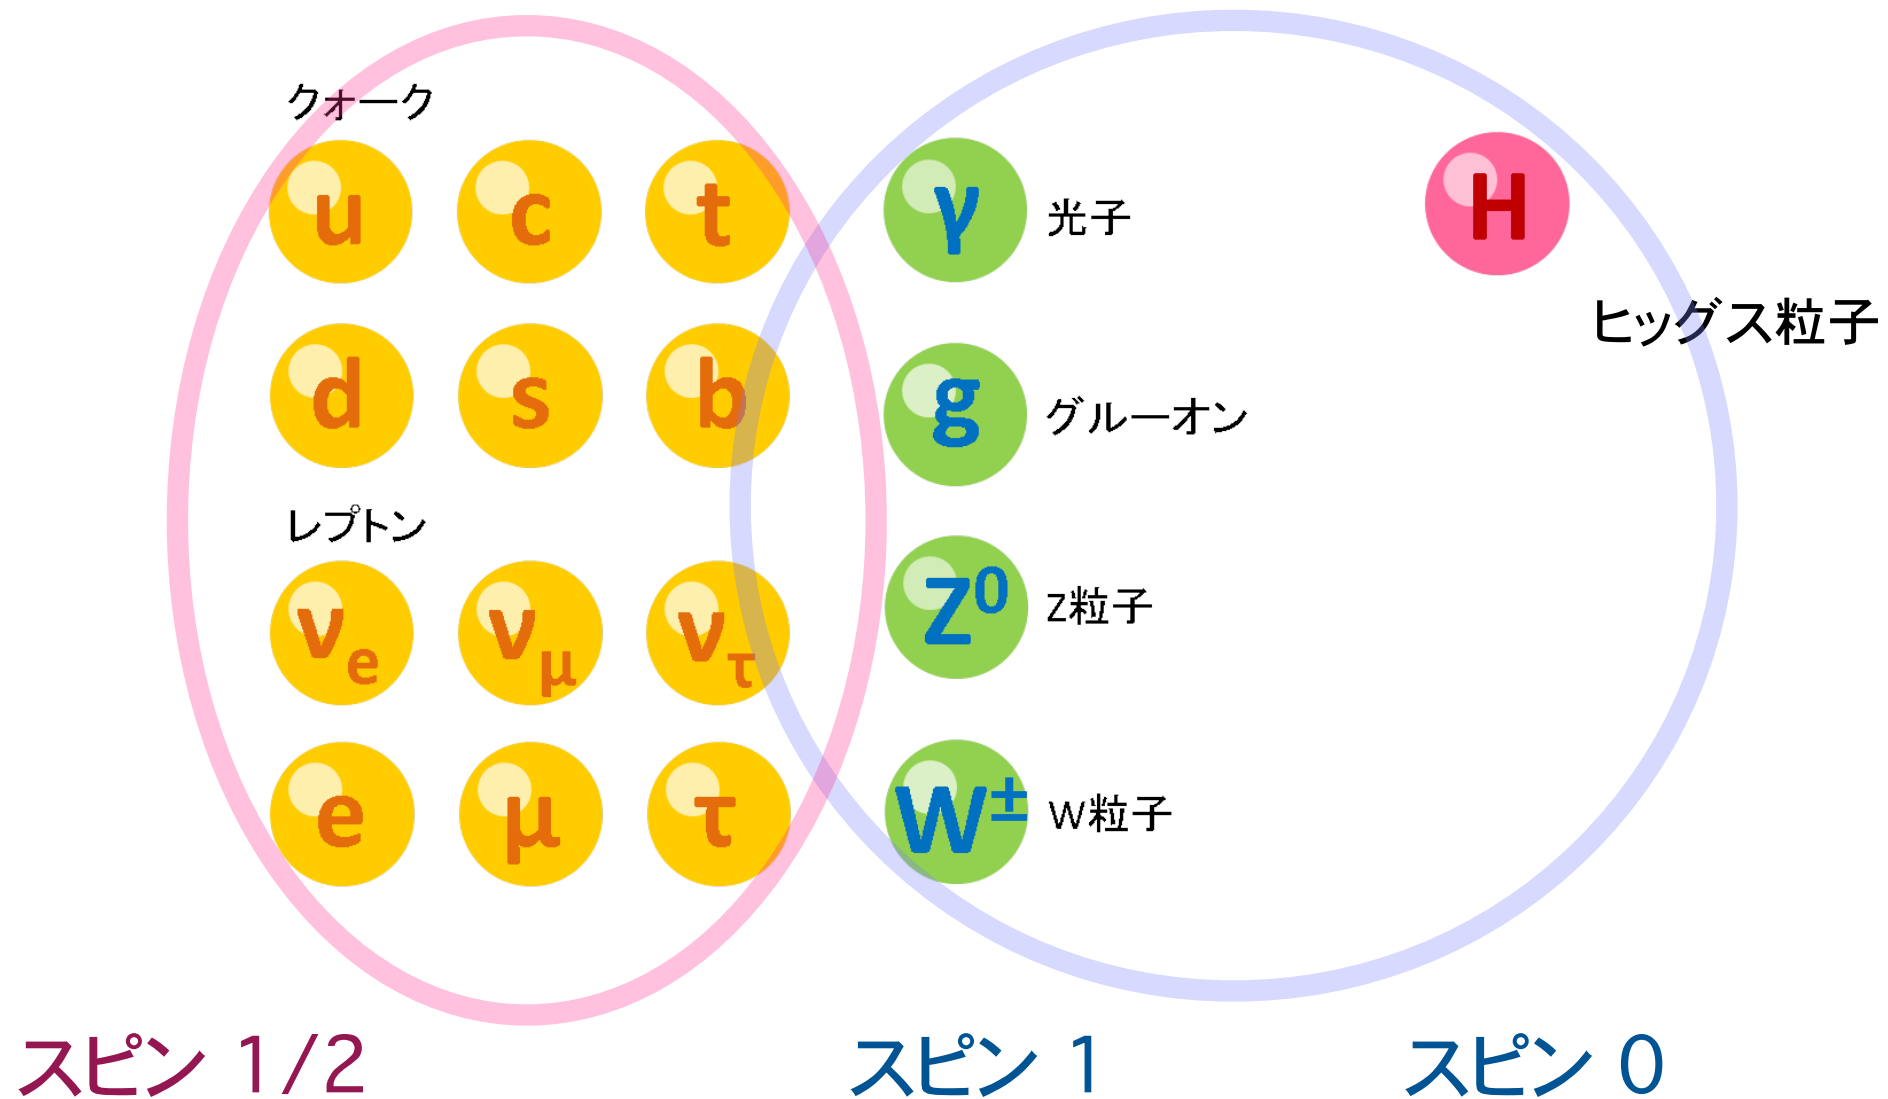 クォーク
u c t
d s b
レプトン
νe νμ ντ
e μ τ
γ 光子
g グルーオン
Z⁰ Z粒子
W± W粒子
H
ヒッグス粒子
スピン 1/2
スピン 1
スピン 0